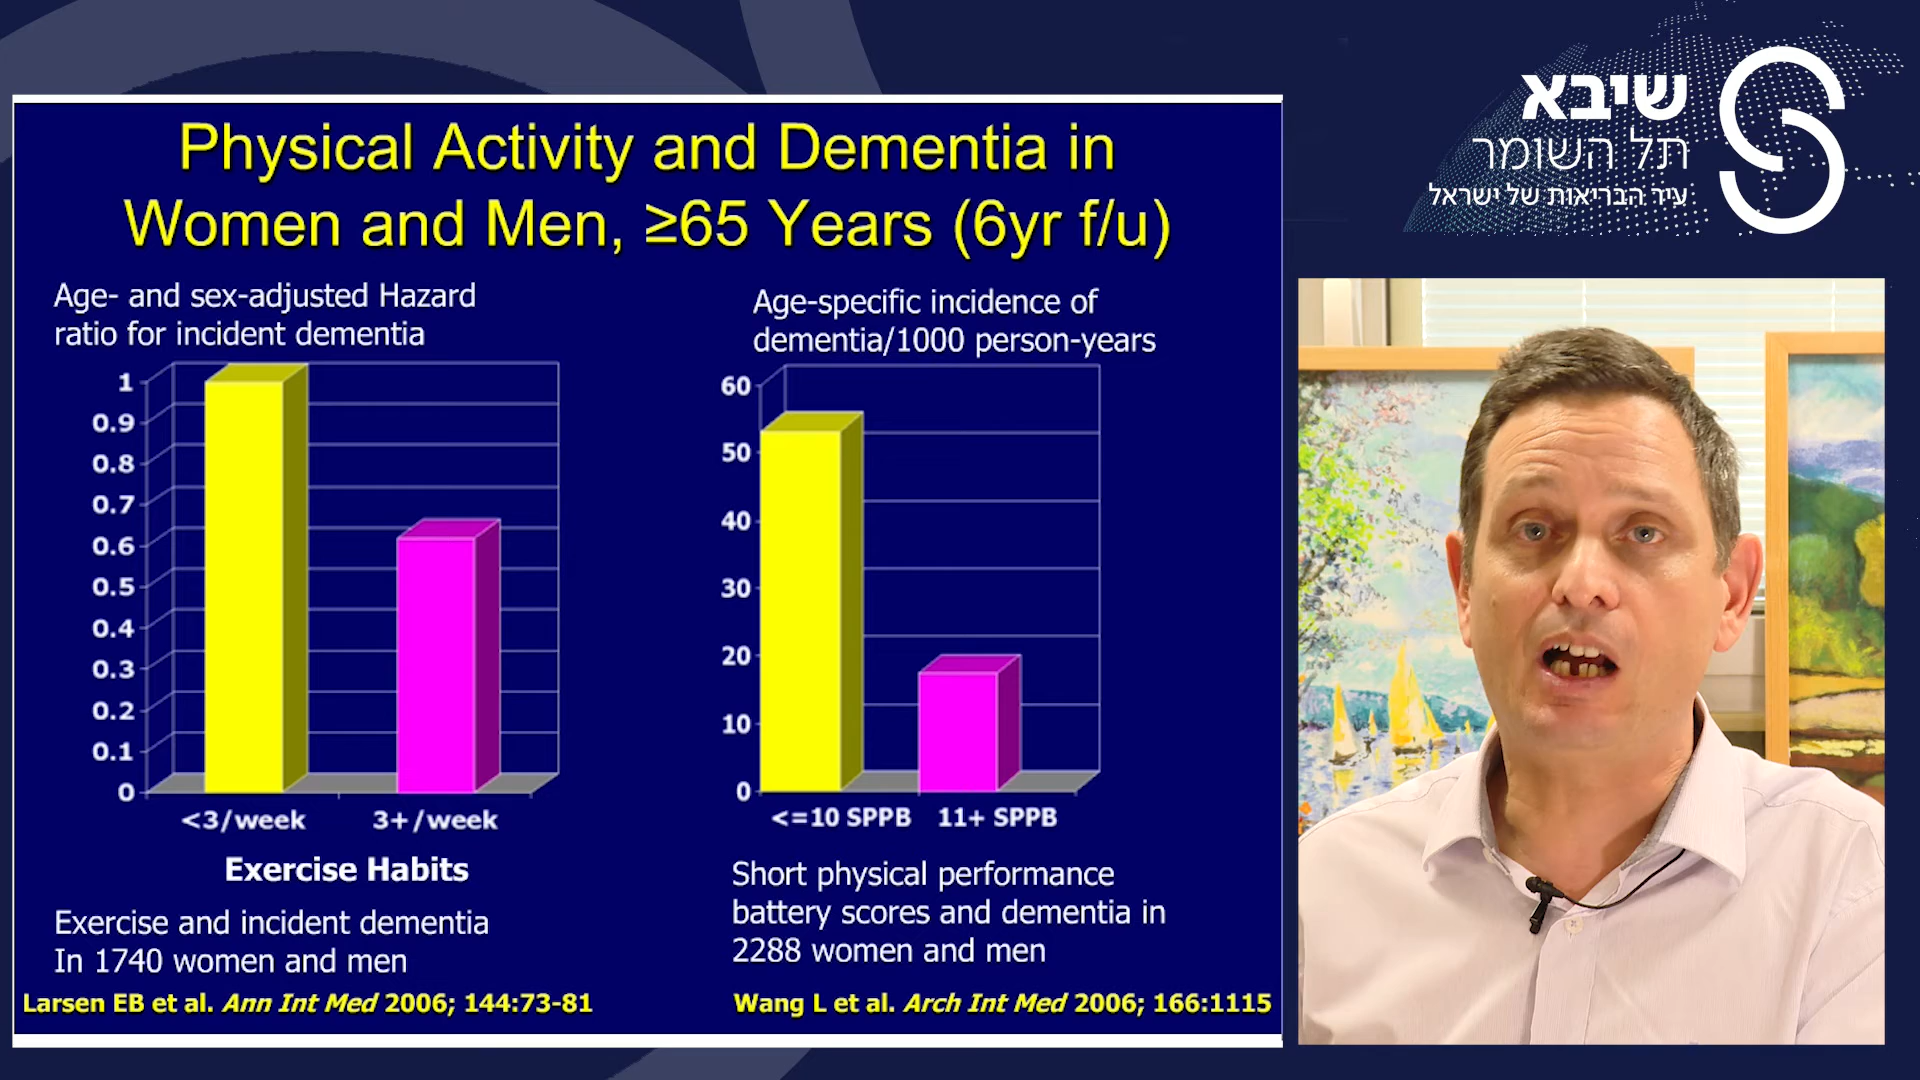 Physical Activity and Dementia in
Women and Men, ≥65 Years (6yr f/u)
Age- and sex-adjusted Hazard
ratio for incident dementia
1
0.9
0.8
0.7
0.6
0.5
0.4
0.3
0.2
0.1
0
<3/week 3+/week
Exercise Habits
Exercise and incident dementia
In 1740 women and men
Larsen EB et al. Ann Int Med 2006; 144:73-81
Age-specific incidence of
dementia/1000 person-years
60
50
40
30
20
10
0
<=10 SPPB 11+ SPPB
Short physical performance
battery scores and dementia in
2288 women and men
Wang L et al. Arch Int Med 2006; 166:1115
שיבא
תל השומר
עיר הבריאות של ישראל